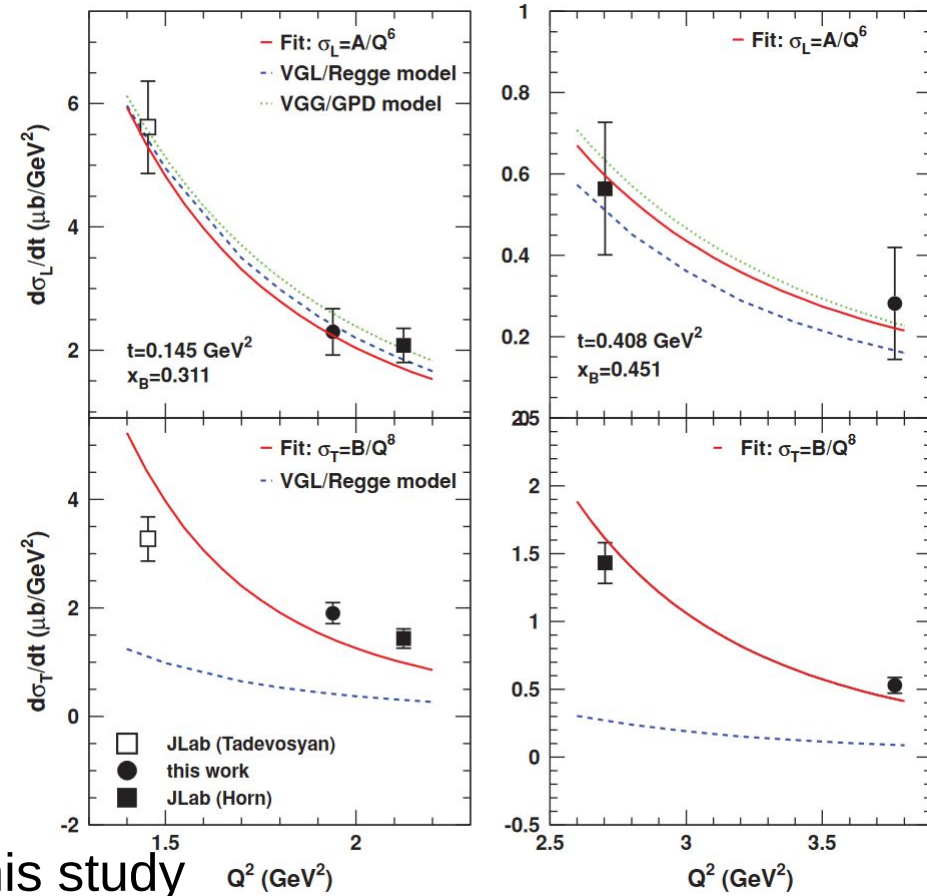 Fit: σL=A/Q⁶
VGL/Regge model
VGG/GPD model
6
4
2
dσL/dt (μb/GeV²)
t=0.145 GeV²
xB=0.311
1
0.8
0.6
0.4
0.2
Fit: σL=A/Q⁶
t=0.408 GeV²
xB=0.451
Fit: σT=B/Q⁸
VGL/Regge model
4
2
0
-2
dσT/dt (μb/GeV²)
JLab (Tadevosyan)
this work
JLab (Horn)
1.5
2
Q² (GeV²)
2
1.5
1
0.5
0
-0.5
Fit: σT=B/Q⁸
2.5
3
3.5
Q² (GeV²)
his study